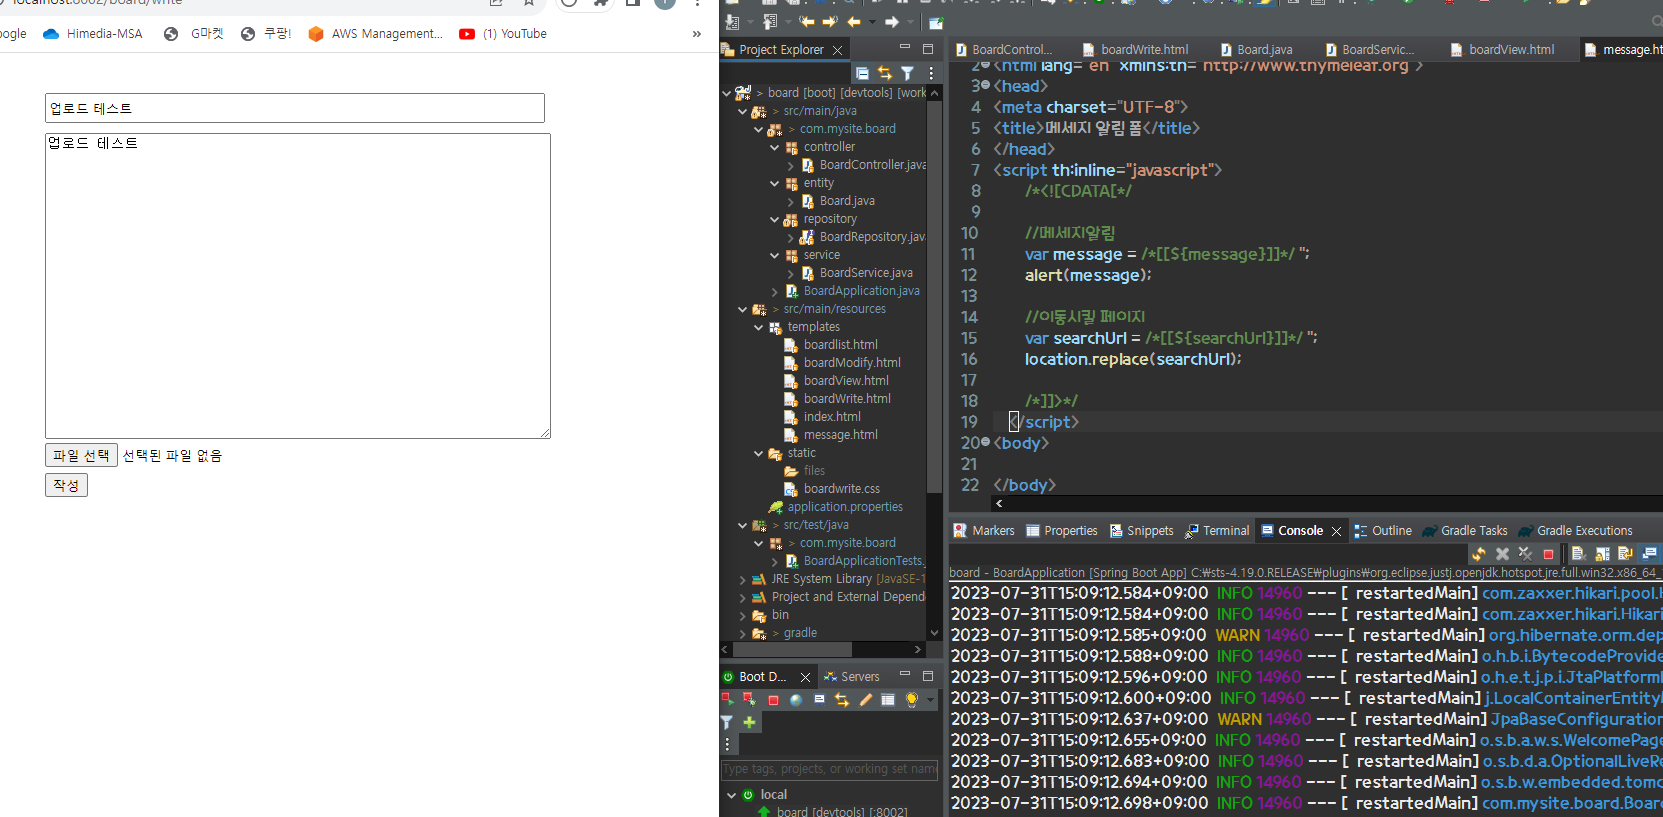 localhost:8002/board/write
ogle Himedia-MSA G마켓 쿠팡! AWS Management... (1) YouTube »
업로드 테스트
업로드 테스트
파일 선택 선택된 파일 없음
작성
Project Explorer
> board [boot] [devtools] [work
> src/main/java
> com.mysite.board
controller
BoardController.java
entity
Board.java
repository
BoardRepository.java
service
BoardService.java
BoardApplication.java
> src/main/resources
templates
boardlist.html
boardModify.html
boardView.html
boardWrite.html
index.html
message.html
static
files
boardwrite.css
application.properties
> src/test/java
> com.mysite.board
BoardApplicationTests.
JRE System Library [JavaSE-1
Project and External Depend
bin
> gradle
Boot D... Servers
Type tags, projects, or working set name
local
board [devtools] [:8002]
BoardControl... boardWrite.html Board.java BoardServic... boardView.html message.ht
2 <html lang="en" xmlns:th="http://www.thymeleaf.org">
3 <head>
4 <meta charset="UTF-8">
5 <title>메세지 알림 폼</title>
6 </head>
7 <script th:inline="javascript">
8 /*<![CDATA[*/
9
10 //메세지알림
11 var message = /*[[${message}]]*/ '';
12 alert(message);
13
14 //이동시킬 페이지
15 var searchUrl = /*[[${searchUrl}]]*/ '';
16 location.replace(searchUrl);
17
18 /*]]>*/
19 </script>
20 <body>
21
22 </body>
Markers Properties Snippets Terminal Console Outline Gradle Tasks Gradle Executions
board - BoardApplication [Spring Boot App] C:₩sts-4.19.0.RELEASE₩plugins₩org.eclipse.justj.openjdk.hotspot.jre.full.win32.x86_64_
2023-07-31T15:09:12.584+09:00 INFO 14960 --- [ restartedMain] com.zaxxer.hikari.pool.H
2023-07-31T15:09:12.584+09:00 INFO 14960 --- [ restartedMain] com.zaxxer.hikari.Hikari
2023-07-31T15:09:12.585+09:00 WARN 14960 --- [ restartedMain] org.hibernate.orm.dep
2023-07-31T15:09:12.588+09:00 INFO 14960 --- [ restartedMain] o.h.b.i.BytecodeProvide
2023-07-31T15:09:12.596+09:00 INFO 14960 --- [ restartedMain] o.h.e.t.j.p.i.JtaPlatformI
2023-07-31T15:09:12.600+09:00 INFO 14960 --- [ restartedMain] j.LocalContainerEntityM
2023-07-31T15:09:12.637+09:00 WARN 14960 --- [ restartedMain] JpaBaseConfiguration
2023-07-31T15:09:12.655+09:00 INFO 14960 --- [ restartedMain] o.s.b.a.w.s.WelcomePage
2023-07-31T15:09:12.683+09:00 INFO 14960 --- [ restartedMain] o.s.b.d.a.OptionalLiveRe
2023-07-31T15:09:12.694+09:00 INFO 14960 --- [ restartedMain] o.s.b.w.embedded.tomc
2023-07-31T15:09:12.698+09:00 INFO 14960 --- [ restartedMain] com.mysite.board.Board